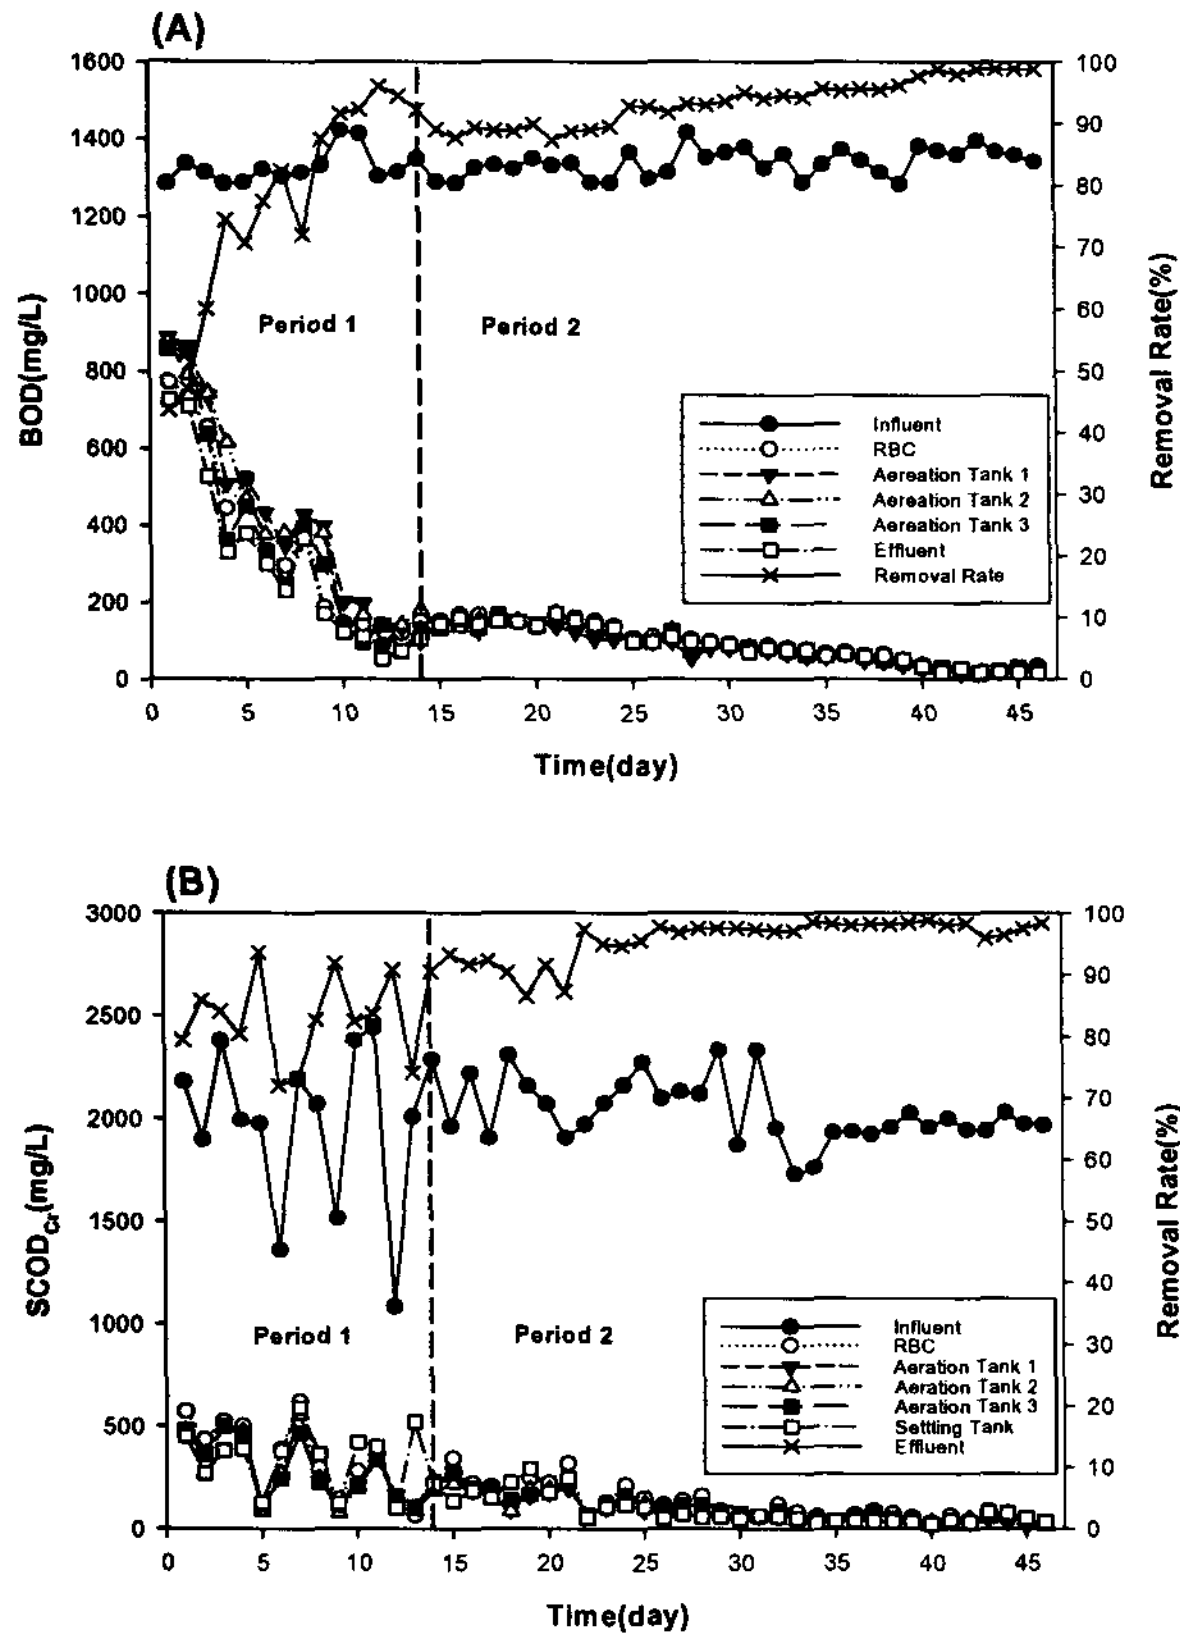 (A)
1600
1400
1200
1000
800
600
400
200
0
BOD(mg/L)
100
90
80
70
60
50
40
30
20
10
0
Removal Rate(%)
Period 1
Period 2
Influent
RBC
Aereation Tank 1
Aereation Tank 2
Aereation Tank 3
Effluent
Removal Rate
0 5 10 15 20 25 30 35 40 45
Time(day)
(B)
3000
2500
2000
1500
1000
500
0
SCODCr(mg/L)
100
90
80
70
60
50
40
30
20
10
0
Removal Rate(%)
Period 1
Period 2
Influent
RBC
Aeration Tank 1
Aeration Tank 2
Aeration Tank 3
Setttling Tank
Effluent
0 5 10 15 20 25 30 35 40 45
Time(day)